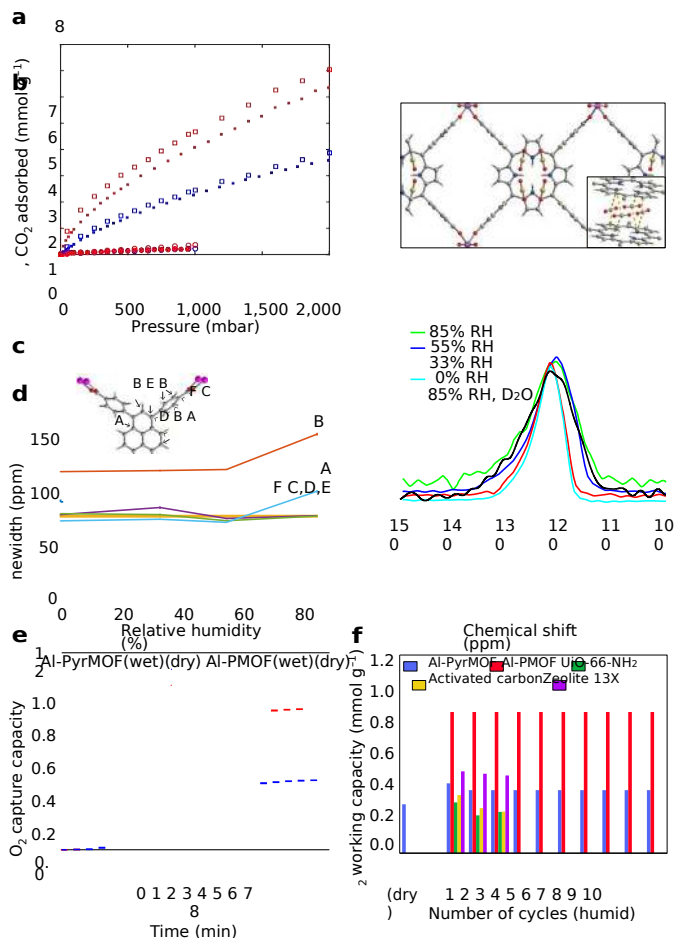 a
8
b
, CO2 adsorbed (mmol g-1)
7
6
5
4
3
2
1
0
0 500 1,000 1,500 2,000
Pressure (mbar)
c
85% RH
55% RH
33% RH
0% RH
85% RH, D2O
15 14 13 12 11 10
0 0 0 0 0 0
Chemical shift
(ppm)
d
B E B
F C
A
D B A
B
A
F C,D,E
newidth (ppm)
150
100
50
0
0 20 40 60 80
Relative humidity
(%)
e
Al-PyrMOF(wet)(dry) Al-PMOF(wet)(dry)
O2 capture capacity
1.
2
1.0
0.8
0.6
0.4
0.2
0.
0
0 1 2 3 4 5 6 7
8
Time (min)
f
2 working capacity (mmol g-1)
Al-PyrMOF Al-PMOF UiO-66-NH2
Activated carbonZeolite 13X
1.2
1.0
0.8
0.6
0.4
0.2
0.0
(dry
) 1 2 3 4 5 6 7 8 9 10
Number of cycles (humid)